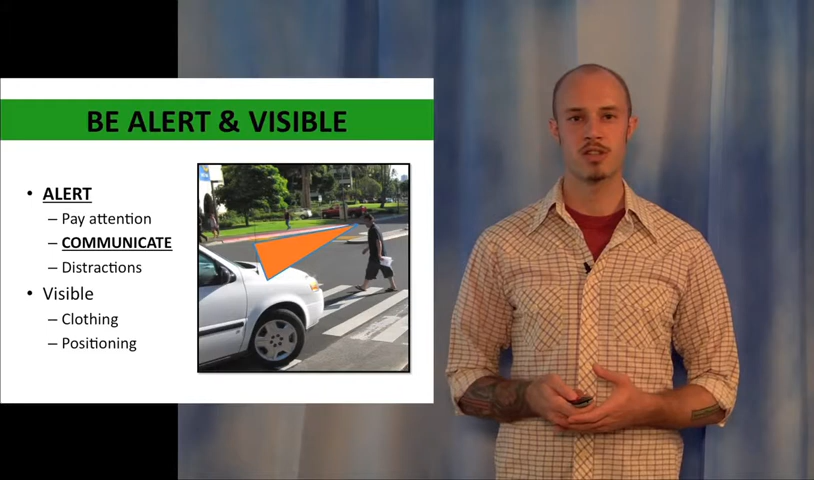 BE ALERT & VISIBLE
• ALERT
– Pay attention
– COMMUNICATE
– Distractions
• Visible
– Clothing
– Positioning